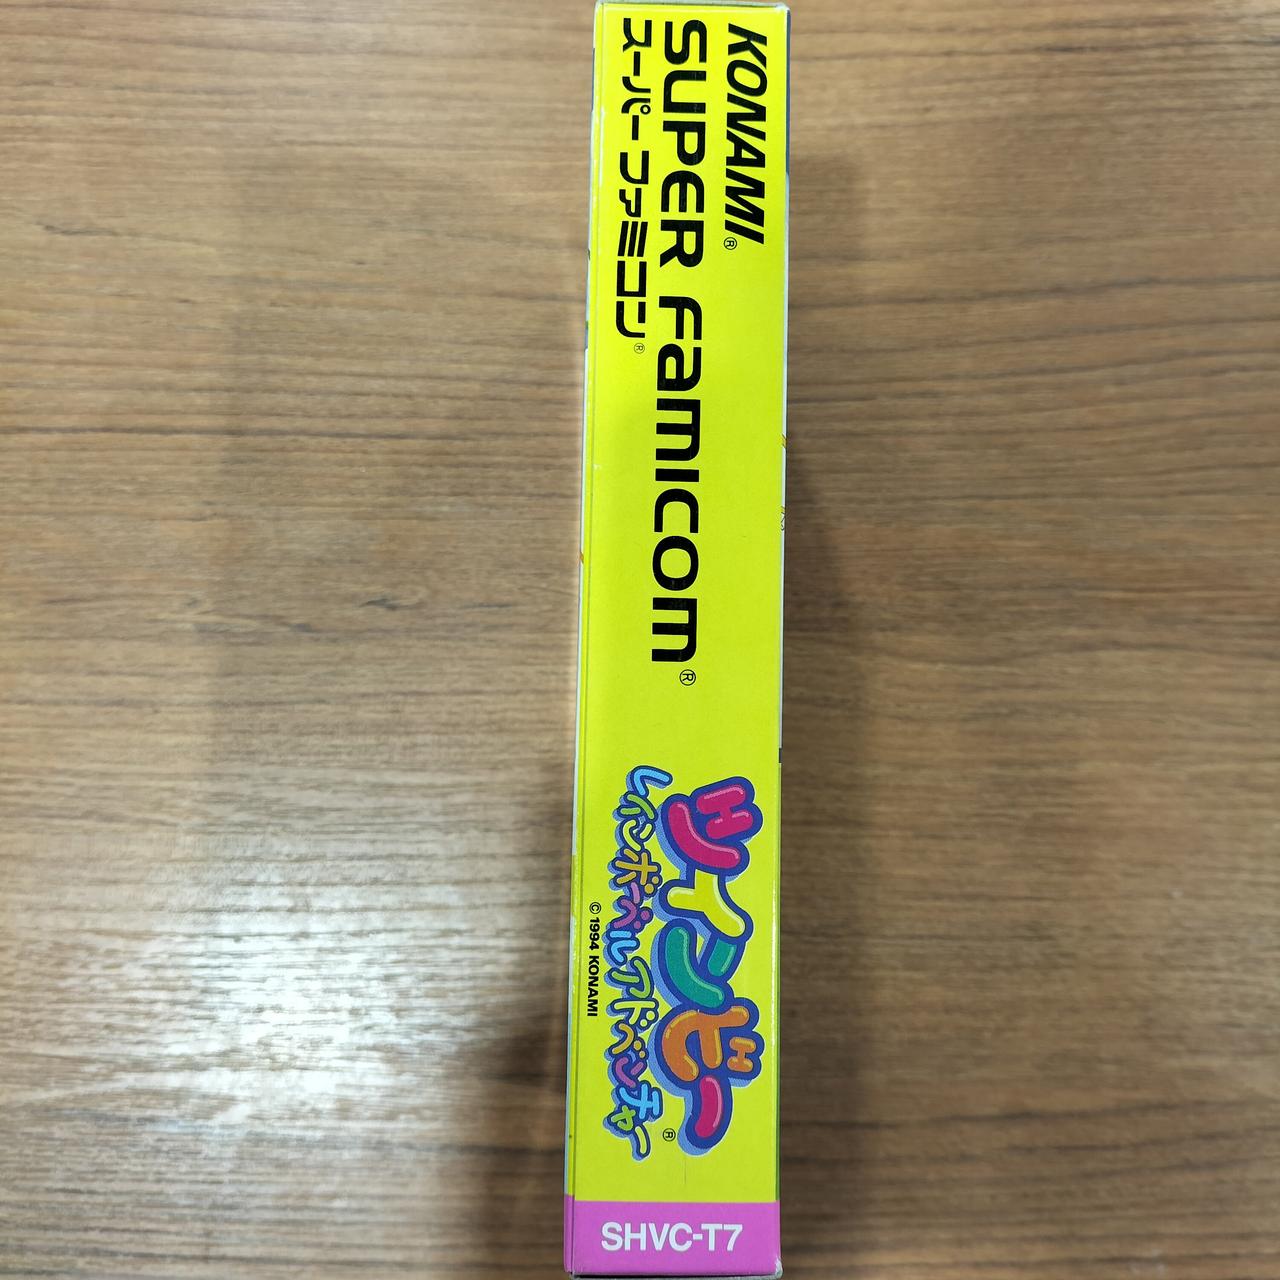 KONAMI®
SUPER FAMICOM®
スーパーファミコン®
ツインビー®
レインボーベルアドベンチャー
© 1994 KONAMI
SHVC-T7